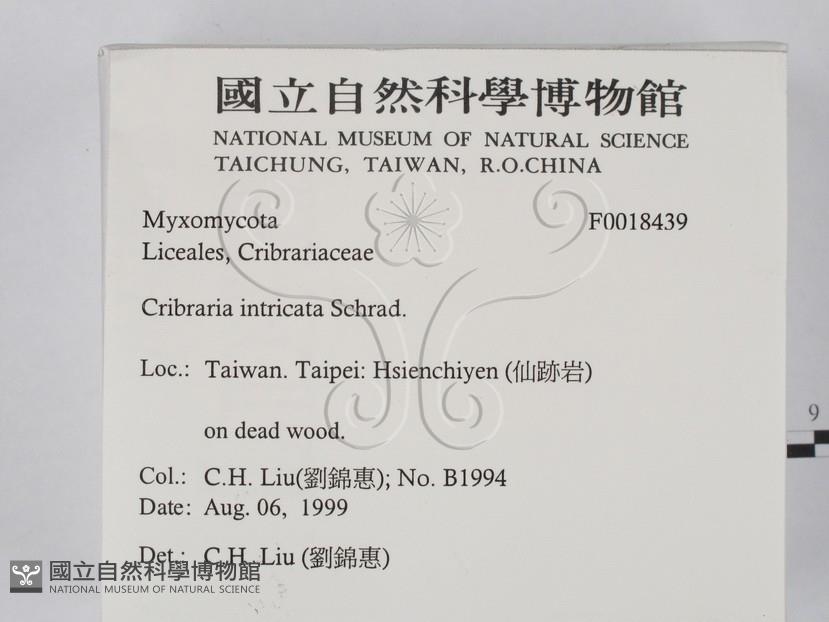 國立自然科學博物館
NATIONAL MUSEUM OF NATURAL SCIENCE
TAICHUNG, TAIWAN, R.O.CHINA
Myxomycota F0018439
Liceales, Cribrariaceae
Cribraria intricata Schrad.
Loc.: Taiwan. Taipei: Hsienchiyen (仙跡岩)
on dead wood.
Col.: C.H. Liu(劉錦惠); No. B1994
Date: Aug. 06, 1999
Det.: C.H. Liu (劉錦惠)
9
國立自然科學博物館
NATIONAL MUSEUM OF NATURAL SCIENCE